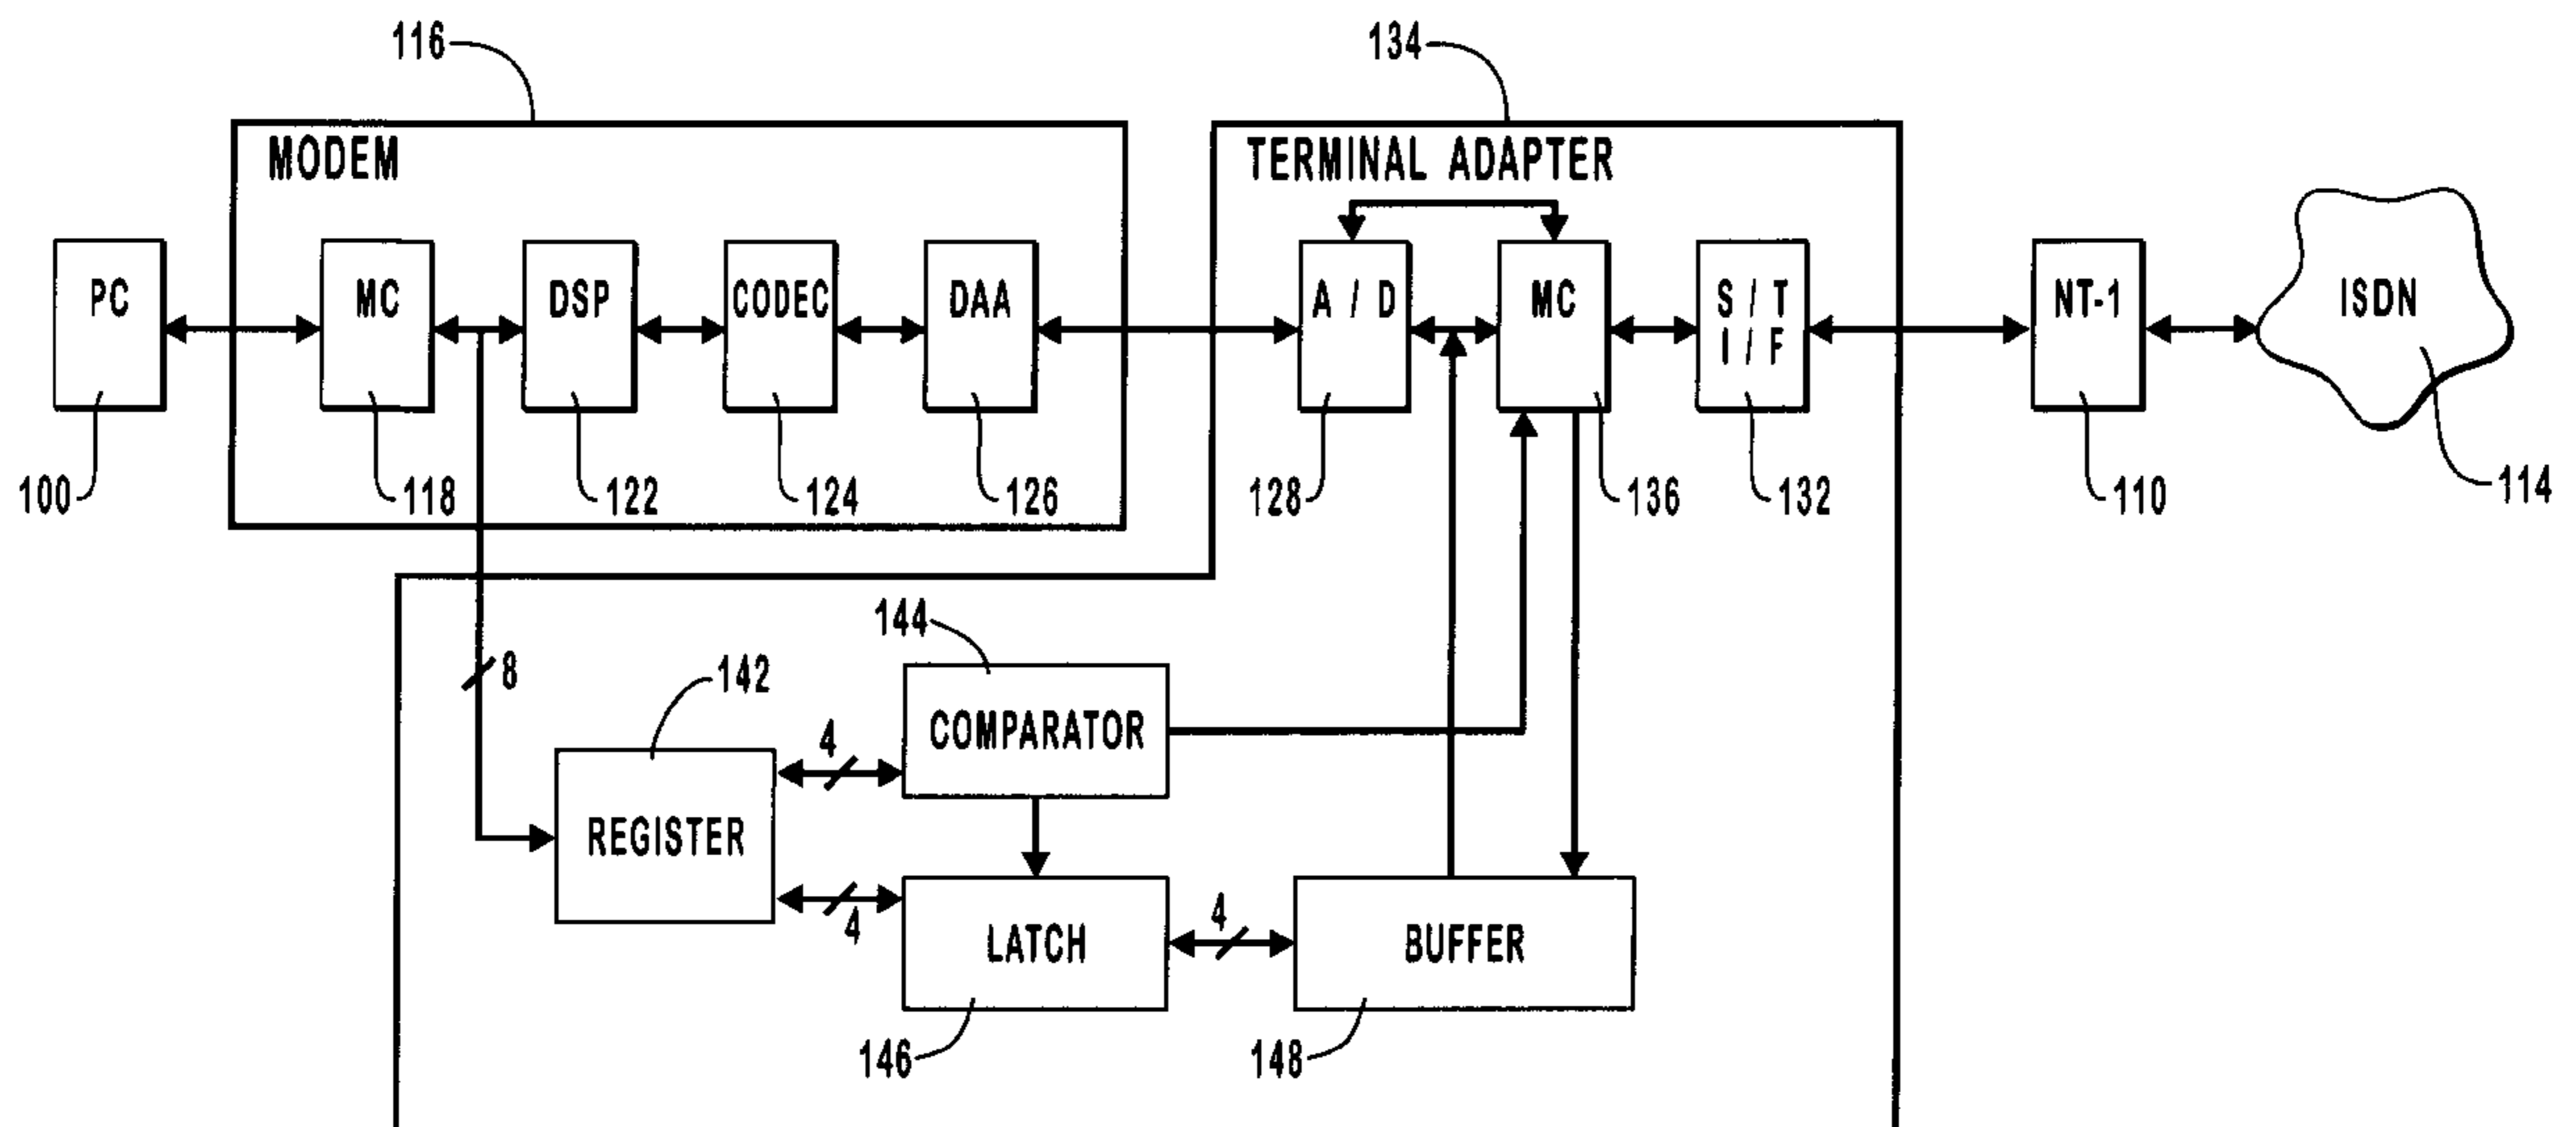 116
134
MODEM
TERMINAL ADAPTER
PC
MC
DSP
CODEC
DAA
A / D
MC
S / T
I / F
NT-1
ISDN
100
118
122
124
126
128
136
132
110
114
144
8
142
4
COMPARATOR
REGISTER
4
4
LATCH
BUFFER
146
148